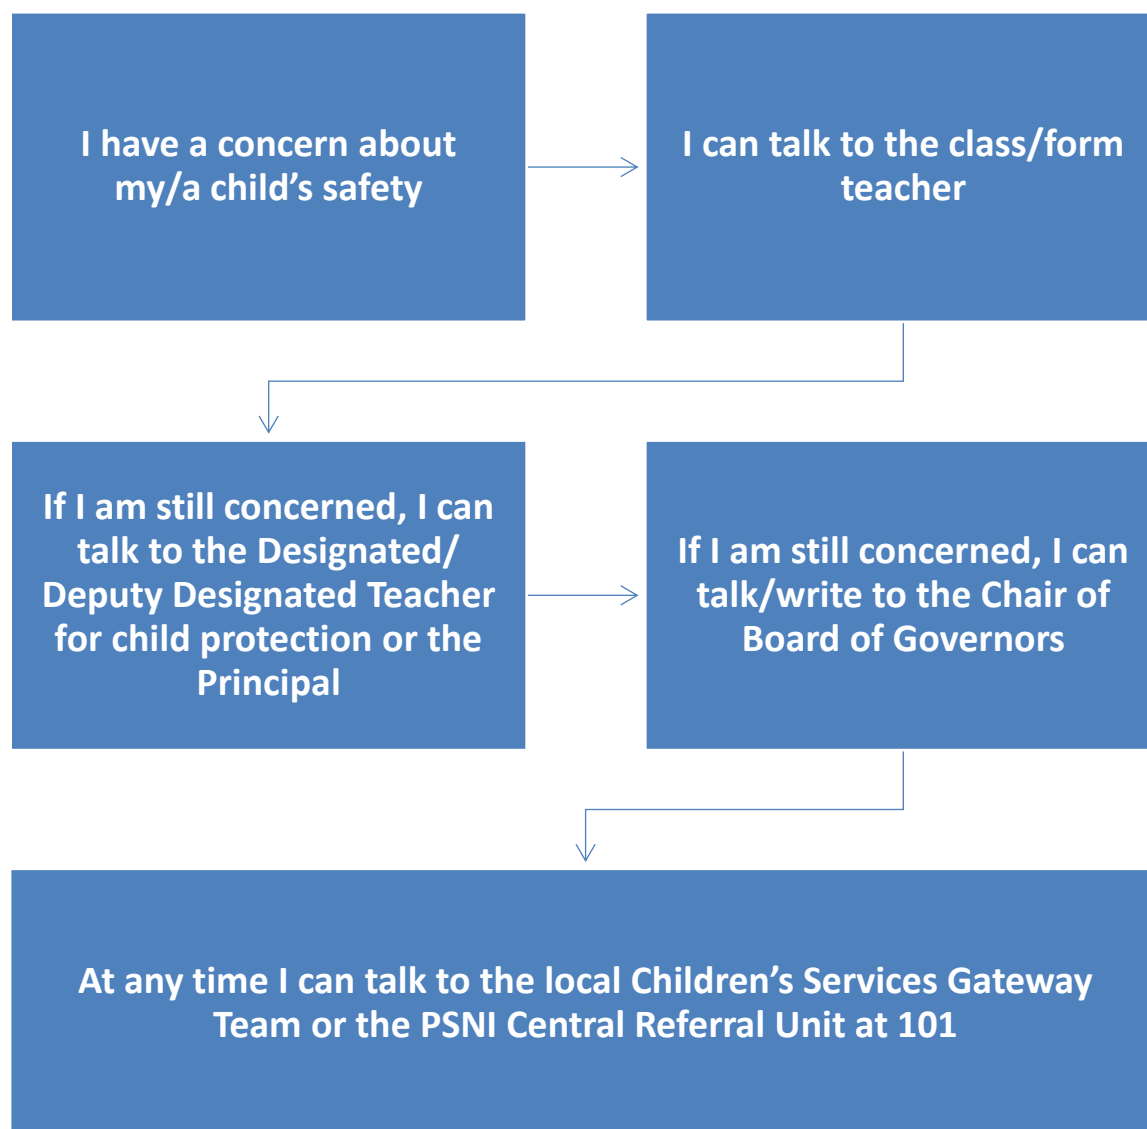 I have a concern about
my/a child’s safety
I can talk to the class/form
teacher
If I am still concerned, I can
talk to the Designated/
Deputy Designated Teacher
for child protection or the
Principal
If I am still concerned, I can
talk/write to the Chair of
Board of Governors
At any time I can talk to the local Children’s Services Gateway
Team or the PSNI Central Referral Unit at 101